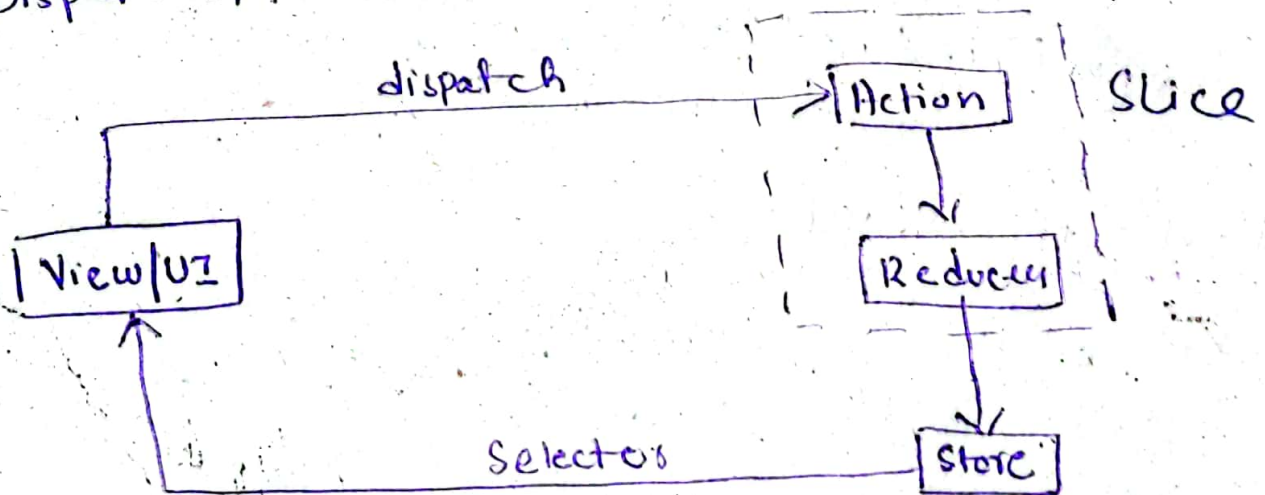 dispatch
Action
Slice
View/UI
Reducer
Selector
Store